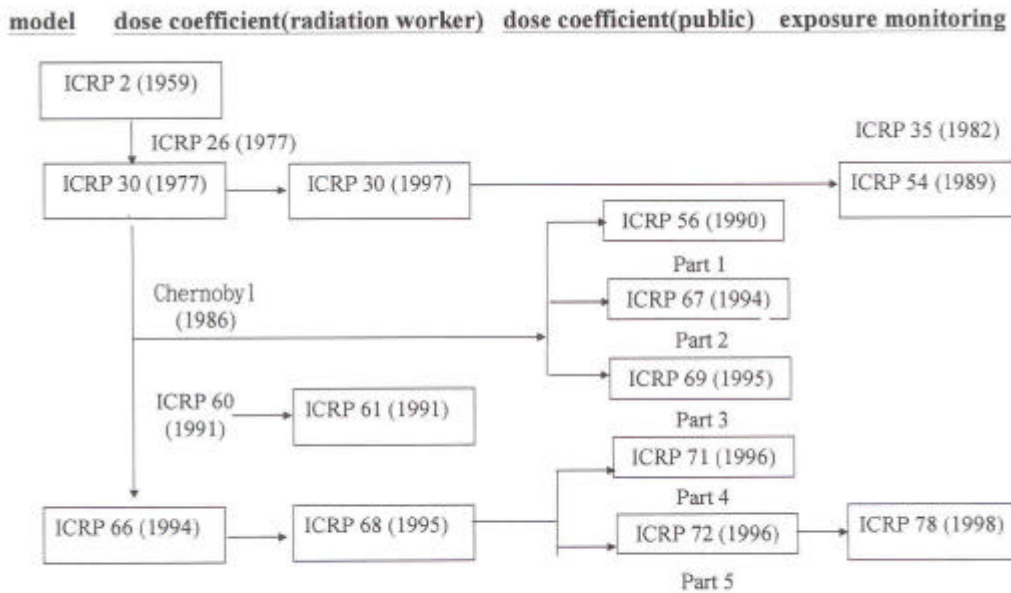 model dose coefficient(radiation worker) dose coefficient(public) exposure monitoring
ICRP 2 (1959)
ICRP 26 (1977)
ICRP 35 (1982)
ICRP 30 (1977)
ICRP 30 (1997)
ICRP 54 (1989)
ICRP 56 (1990)
Part 1
Chernobyl
(1986)
ICRP 67 (1994)
Part 2
ICRP 69 (1995)
Part 3
ICRP 60
(1991)
ICRP 61 (1991)
ICRP 71 (1996)
Part 4
ICRP 66 (1994)
ICRP 68 (1995)
ICRP 72 (1996)
ICRP 78 (1998)
Part 5